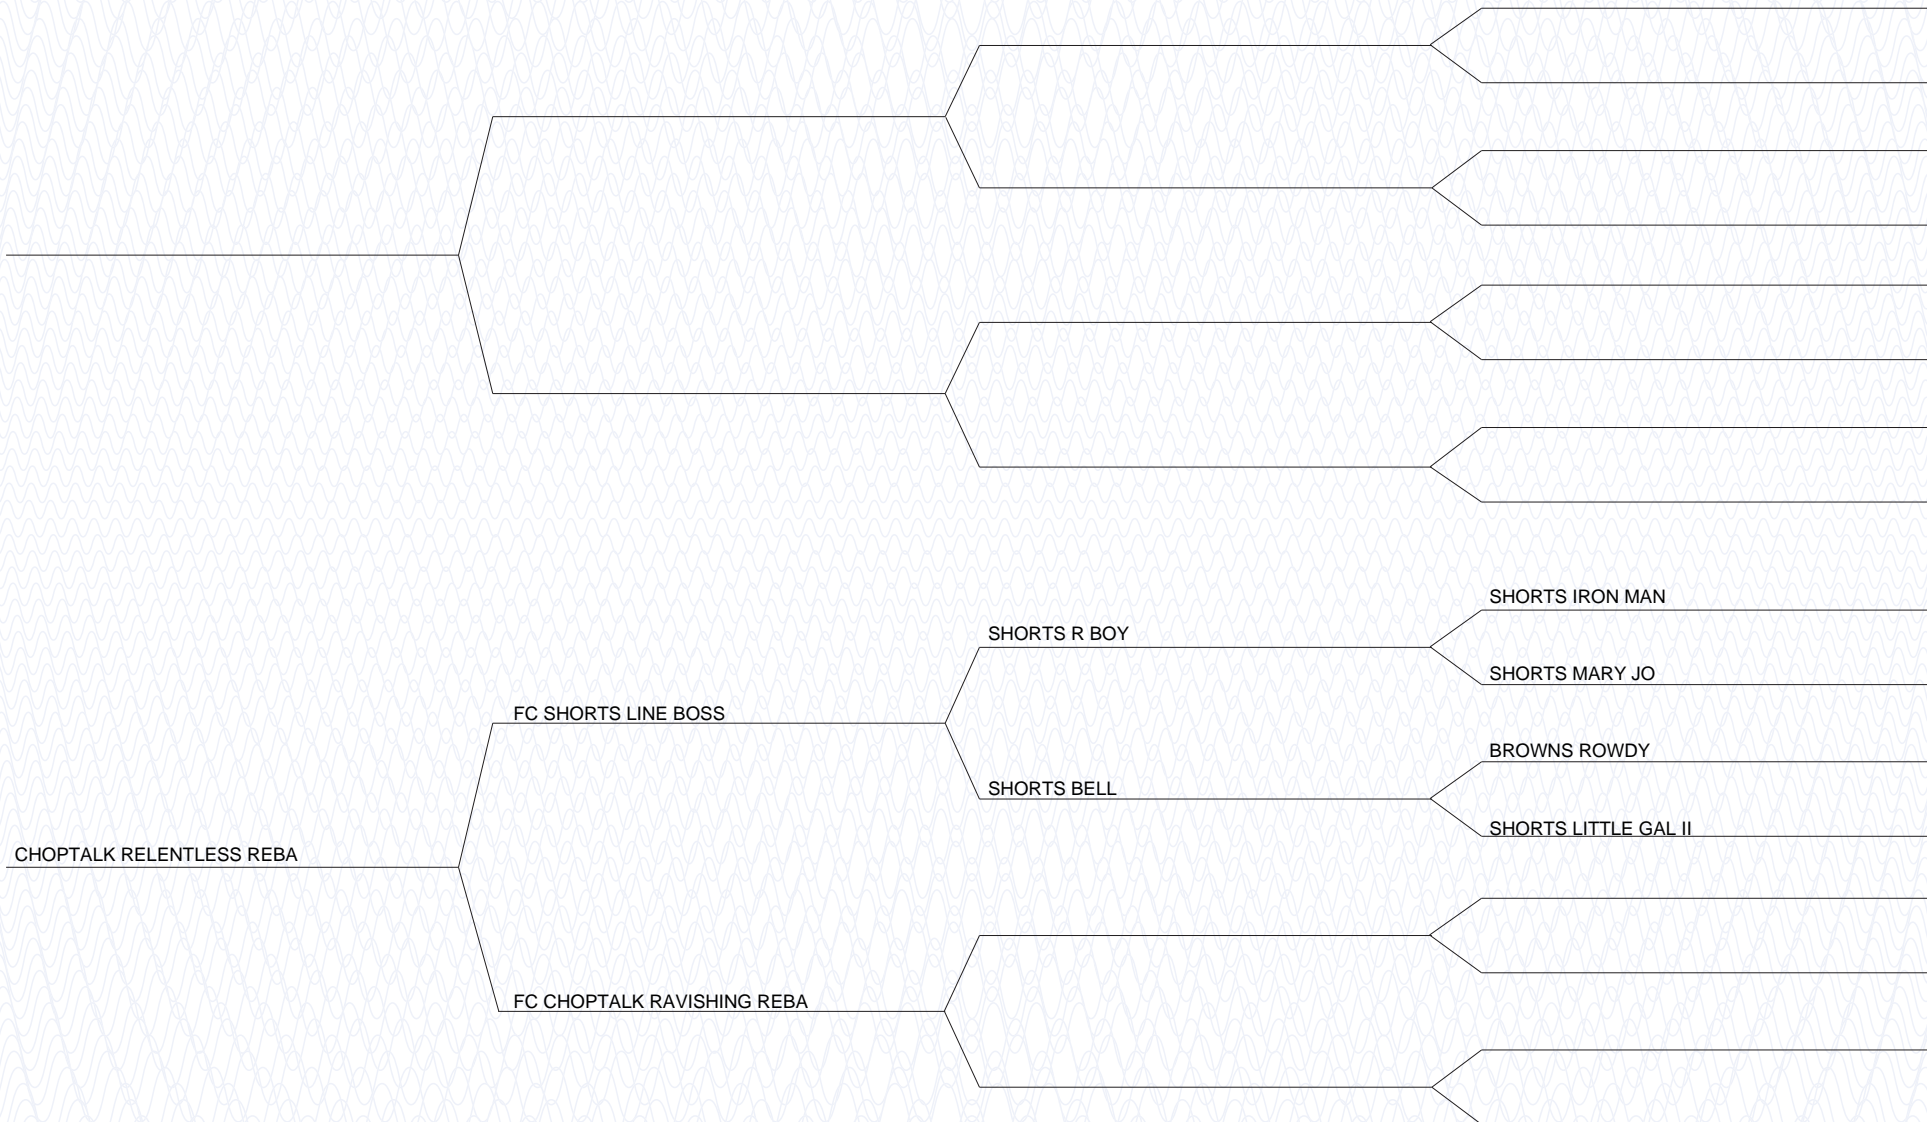 SHORTS IRON MAN
SHORTS R BOY
SHORTS MARY JO
FC SHORTS LINE BOSS
BROWNS ROWDY
SHORTS BELL
SHORTS LITTLE GAL II
CHOPTALK RELENTLESS REBA
FC CHOPTALK RAVISHING REBA